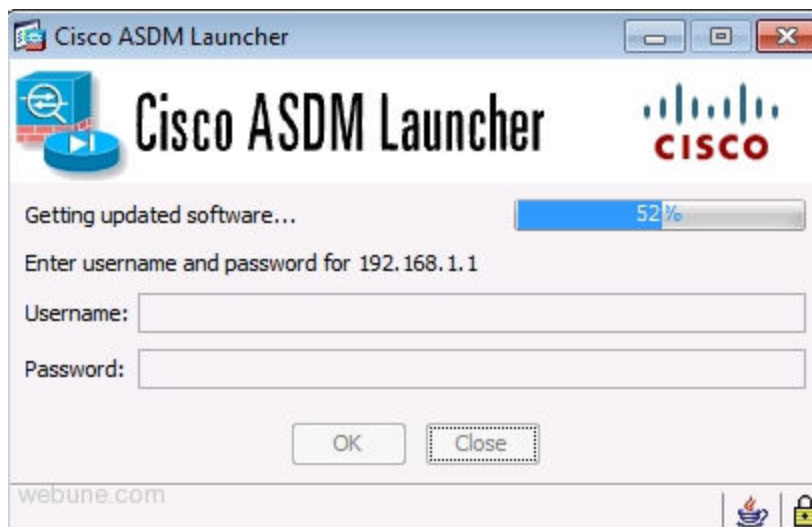 Cisco ASDM Launcher
Cisco ASDM Launcher
CISCO
Getting updated software...
52%
Enter username and password for 192.168.1.1
Username:
Password:
OK
Close
webune.com